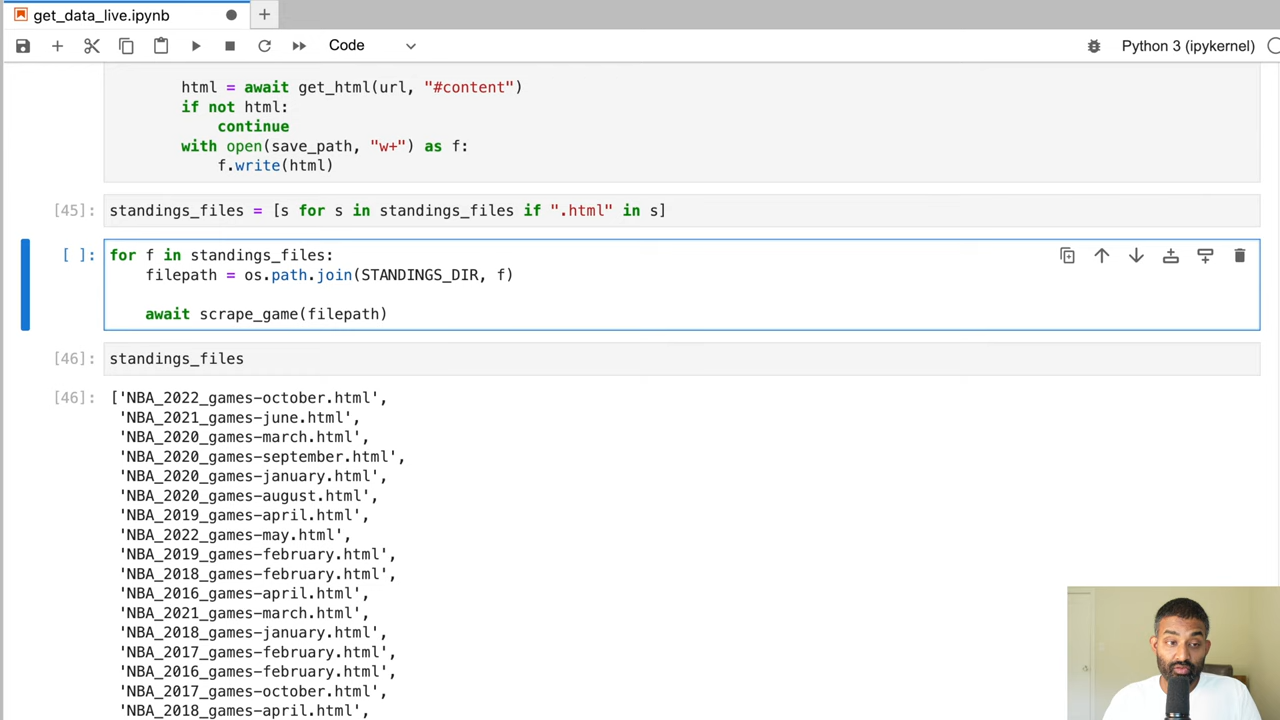 get_data_live.ipynb
Code
Python 3 (ipykernel)
html = await get_html(url, "#content")
if not html:
continue
with open(save_path, "w+") as f:
f.write(html)
[45]: standings_files = [s for s in standings_files if ".html" in s]
[ ]: for f in standings_files:
filepath = os.path.join(STANDINGS_DIR, f)
await scrape_game(filepath)
[46]: standings_files
[46]: ['NBA_2022_games-october.html',
'NBA_2021_games-june.html',
'NBA_2020_games-march.html',
'NBA_2020_games-september.html',
'NBA_2020_games-january.html',
'NBA_2020_games-august.html',
'NBA_2019_games-april.html',
'NBA_2022_games-may.html',
'NBA_2019_games-february.html',
'NBA_2018_games-february.html',
'NBA_2016_games-april.html',
'NBA_2021_games-march.html',
'NBA_2018_games-january.html',
'NBA_2017_games-february.html',
'NBA_2016_games-february.html',
'NBA_2017_games-october.html',
'NBA_2018_games-april.html',